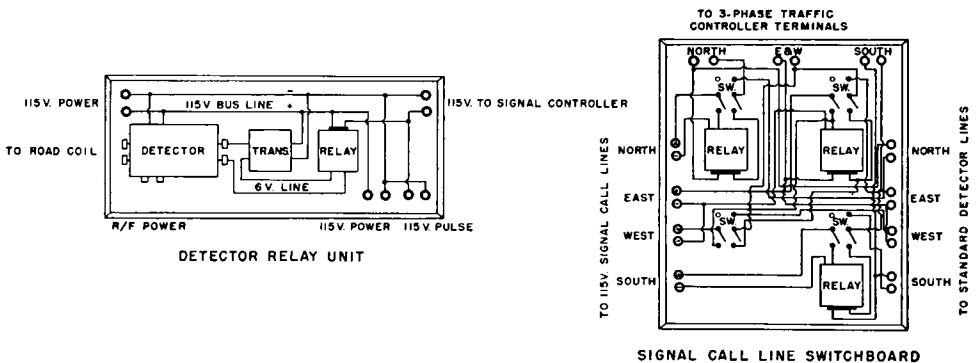 115V. POWER
TO ROAD COIL
115V. BUS LINE
-
+
DETECTOR
TRANS.
RELAY
6V. LINE
115V. TO SIGNAL CONTROLLER
R/F POWER
115V. POWER
115V. PULSE
DETECTOR RELAY UNIT
TO 3-PHASE TRAFFIC
CONTROLLER TERMINALS
NORTH
E&W
SOUTH
SW.
SW.
RELAY
RELAY
NORTH
EAST
WEST
SOUTH
TO 115V. SIGNAL CALL LINES
SW.
SW.
RELAY
NORTH
EAST
WEST
SOUTH
TO STANDARD DETECTOR LINES
SIGNAL CALL LINE SWITCHBOARD